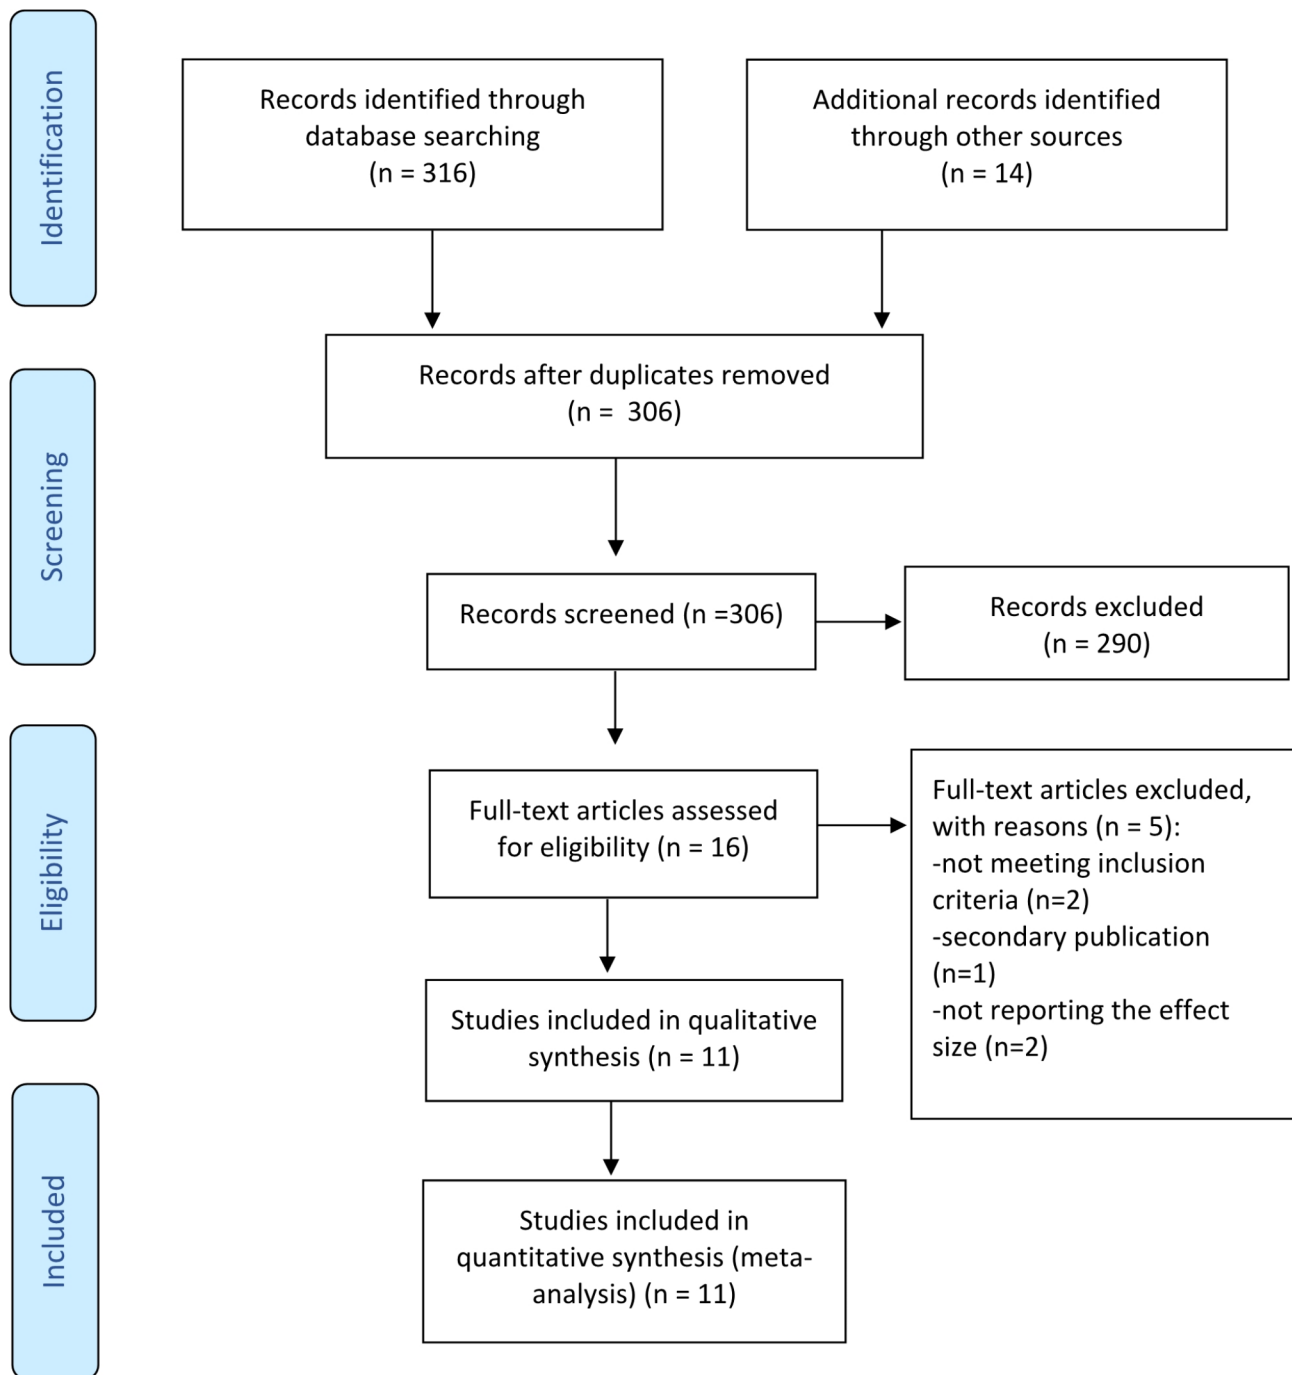 Identification
Records identified through
database searching
(n = 316)
Additional records identified
through other sources
(n = 14)
Records after duplicates removed
(n =  306)
Screening
Records screened (n =306)
Records excluded
(n = 290)
Eligibility
Full-text articles assessed
for eligibility (n = 16)
Full-text articles excluded,
with reasons (n = 5):
-not meeting inclusion
criteria (n=2)
-secondary publication
(n=1)
-not reporting the effect
size (n=2)
Studies included in qualitative
synthesis (n = 11)
Included
Studies included in
quantitative synthesis (meta-
analysis) (n = 11)